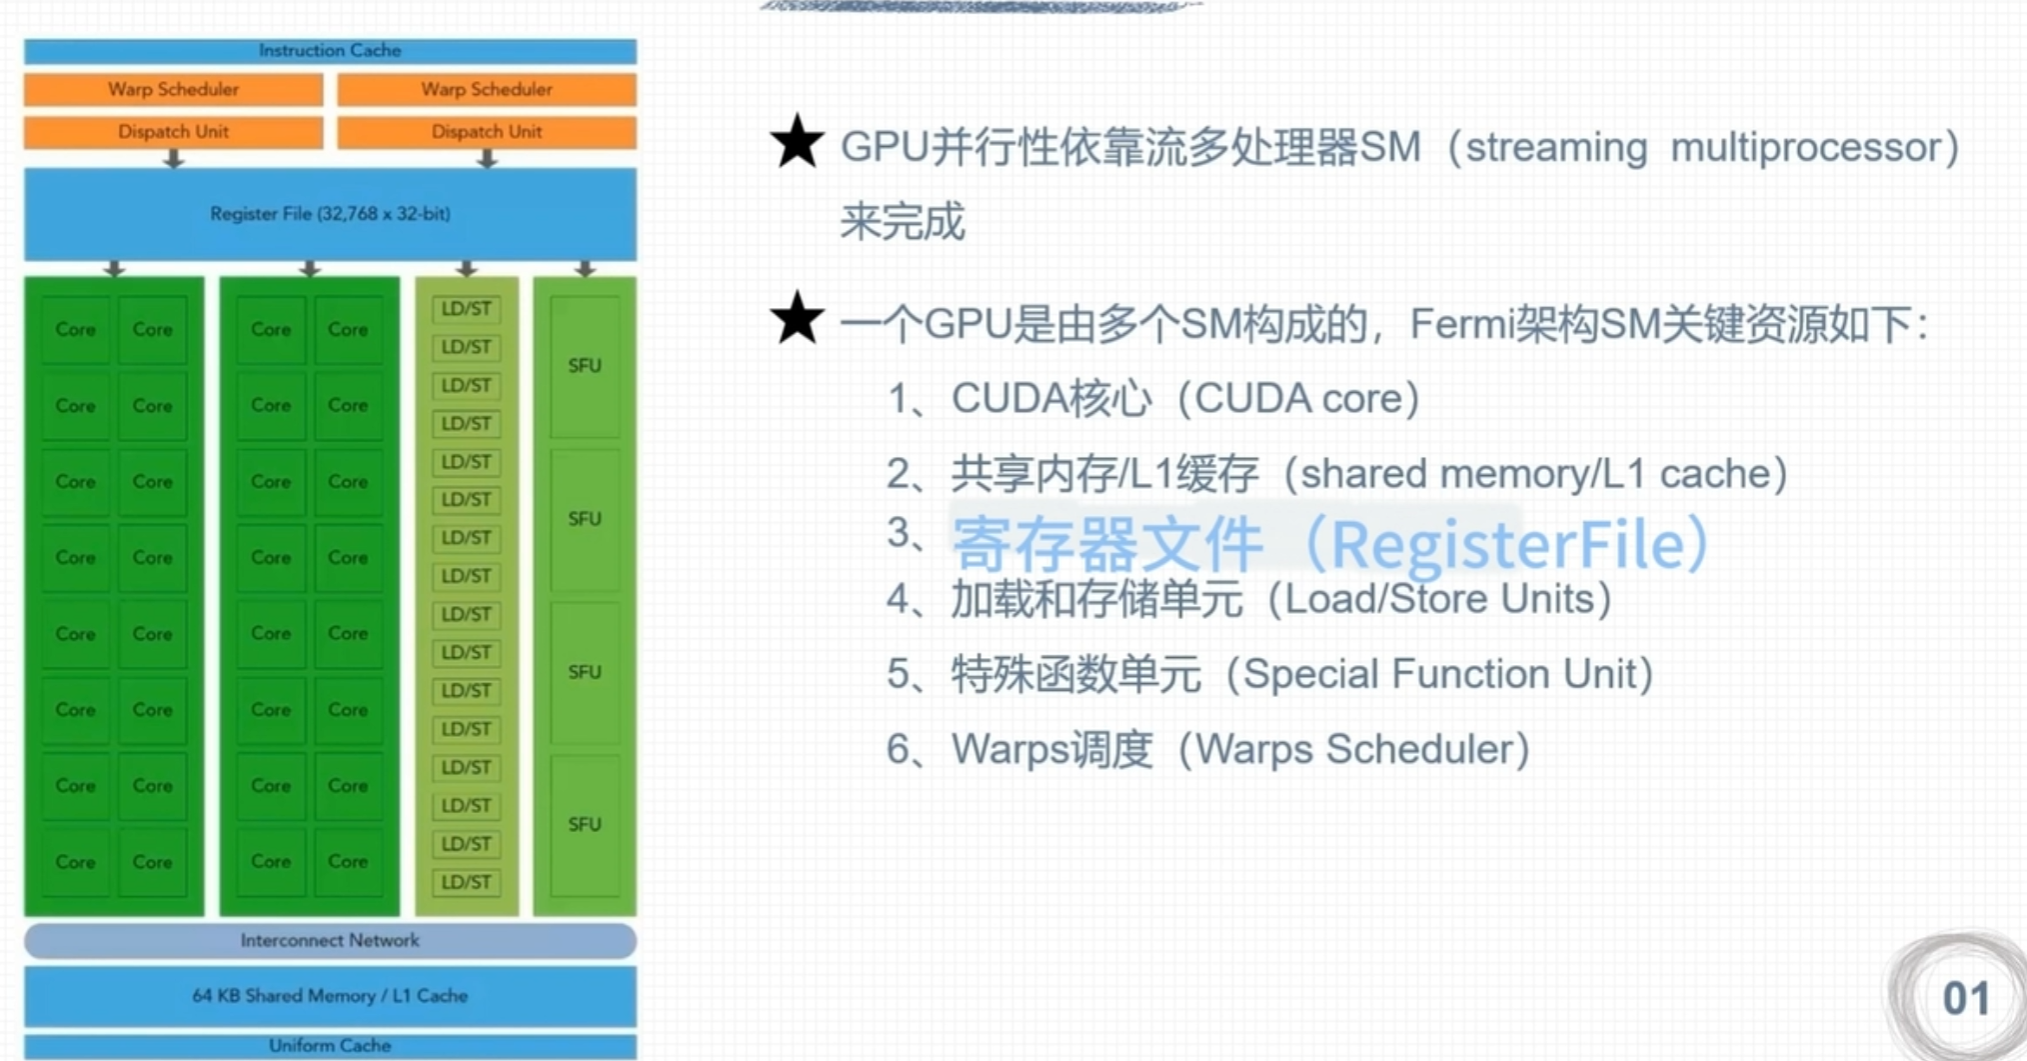 Instruction Cache
Warp Scheduler Warp Scheduler
Dispatch Unit Dispatch Unit
Register File (32,768 x 32-bit)
Core Core Core Core LD/ST SFU
LD/ST
Core Core Core Core LD/ST
LD/ST
Core Core Core Core LD/ST SFU
LD/ST
Core Core Core Core LD/ST
LD/ST
Core Core Core Core LD/ST SFU
LD/ST
Core Core Core Core LD/ST
LD/ST
Core Core Core Core LD/ST SFU
LD/ST
Core Core Core Core LD/ST
LD/ST
Interconnect Network
64 KB Shared Memory / L1 Cache
Uniform Cache
GPU并行性依靠流多处理器SM（streaming multiprocessor）
来完成
一个GPU是由多个SM构成的，Fermi架构SM关键资源如下：
1、CUDA核心（CUDA core）
2、共享内存/L1缓存（shared memory/L1 cache）
3、寄存器文件（RegisterFile）
4、加载和存储单元（Load/Store Units）
5、特殊函数单元（Special Function Unit）
6、Warps调度（Warps Scheduler）
01